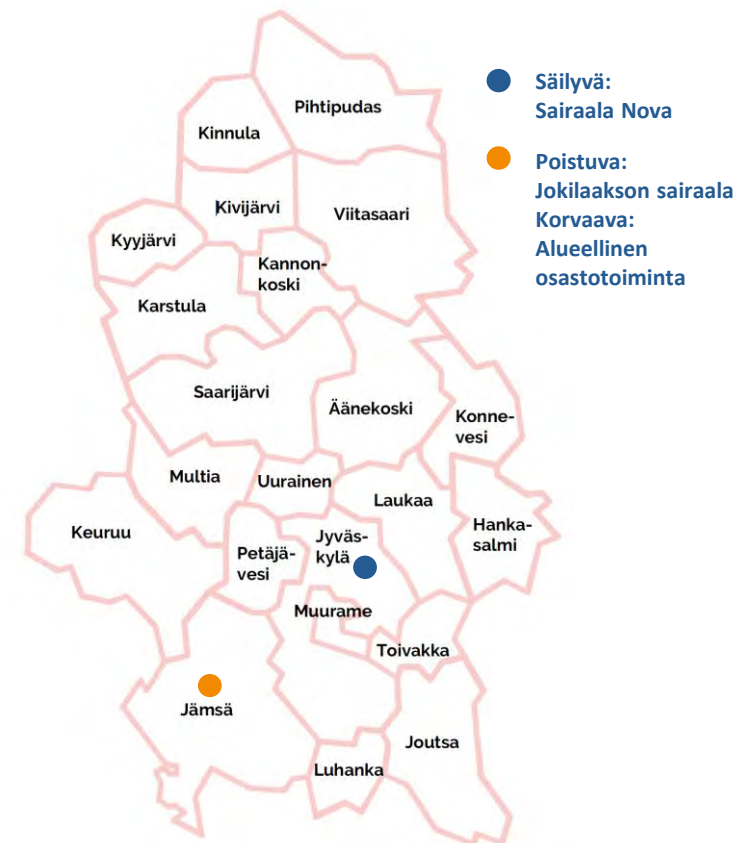 Säilyvä:
Sairaala Nova
Poistuva:
Jokilaakson sairaala
Korvaava:
Alueellinen
osastotoiminta
Pihtipudas
Kinnula
Kivijärvi
Viitasaari
Kyyjärvi
Kannon-
koski
Karstula
Saarijärvi
Äänekoski
Konne-
vesi
Multia
Uurainen
Laukaa
Keuruu
Petäjä-
vesi
Jyväs-
kylä
Hanka-
salmi
Muurame
Toivakka
Jämsä
Joutsa
Luhanka